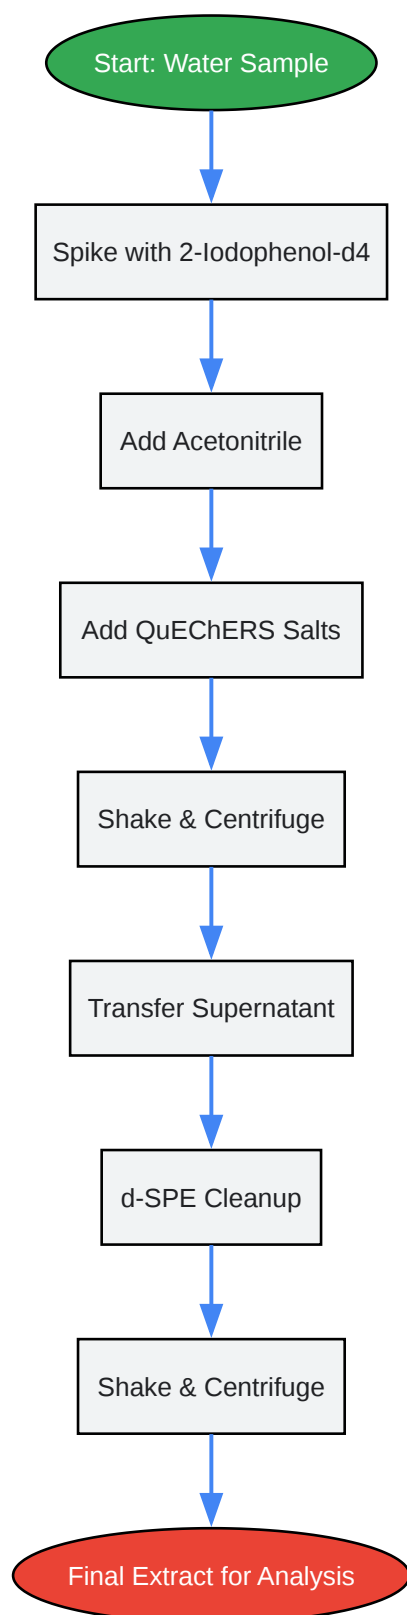 Start: Water Sample
Spike with 2-Iodophenol-d4
Add Acetonitrile
Add QuEChERS Salts
Shake & Centrifuge
Transfer Supernatant
d-SPE Cleanup
Shake & Centrifuge
Final Extract for Analysis